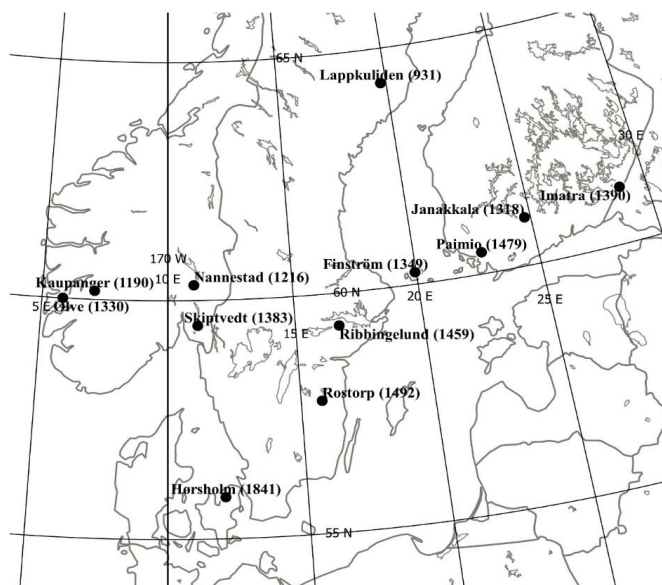 65 N
Lappkuliden (931)
30 E
Imatra (1390)
Janakkala (1318)
Paimio (1479)
170 W
Finström (1349)
Kaupanger (1190)
10 E
Nannestad (1216)
60 N
20 E
25 E
5 E
Olve (1330)
Skiptvedt (1383)
15 E
Ribbingelund (1459)
Rostorp (1492)
Hørsholm (1841)
55 N